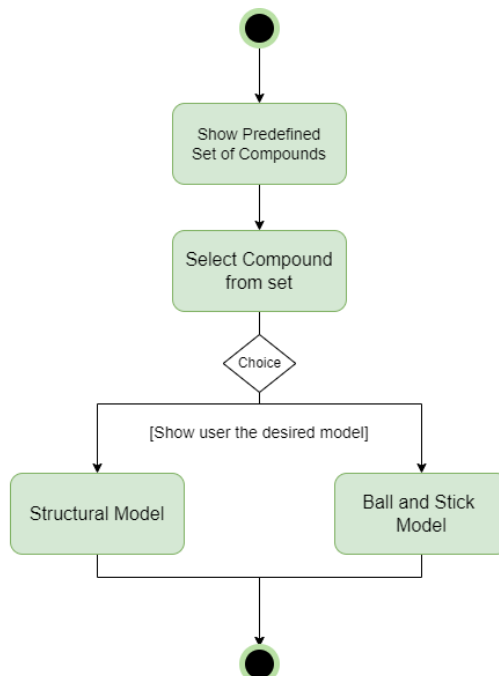 Show Predefined
Set of Compounds
Select Compound
from set
Choice
[Show user the desired model]
Structural Model
Ball and Stick
Model